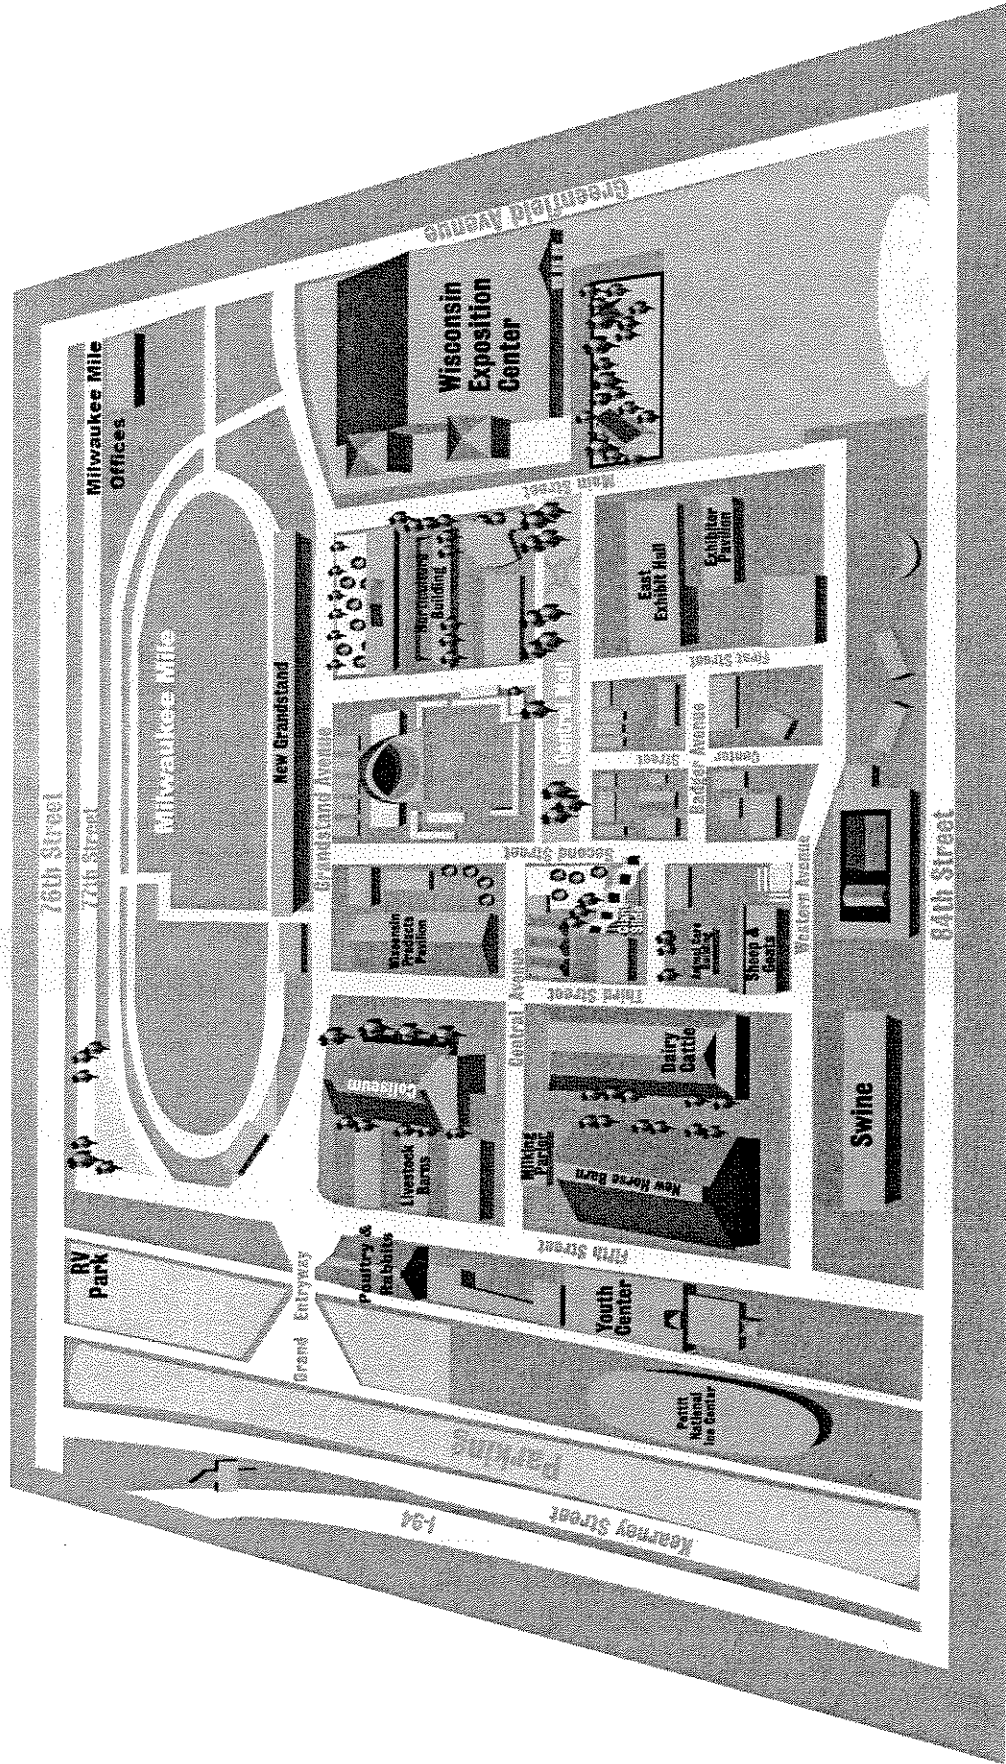 76th Street
77th Street
Milwaukee Mile
Offices
Milwaukee Mile
New Grandstand
Grandstand Avenue
Greenfield Avenue
Wisconsin
Exposition
Center
Main Street
Horticulture
Building
East
Exhibit Hall
Exhibitor
Pavilion
First Street
Center Street
Badger Avenue
Second Street
Western Avenue
84th Street
Wisconsin
Products
Pavilion
Central Avenue
Third Street
Sheep &
Goats
Coliseum
Livestock
Barns
Milking
Parlor
Dairy
Cattle
New Horse Barn
Swine
Fifth Street
RV
Park
Grand Entryway
Poultry &
Rabbits
Youth
Center
Pettit
National
Ice Center
Parking
I-94
Kearney Street